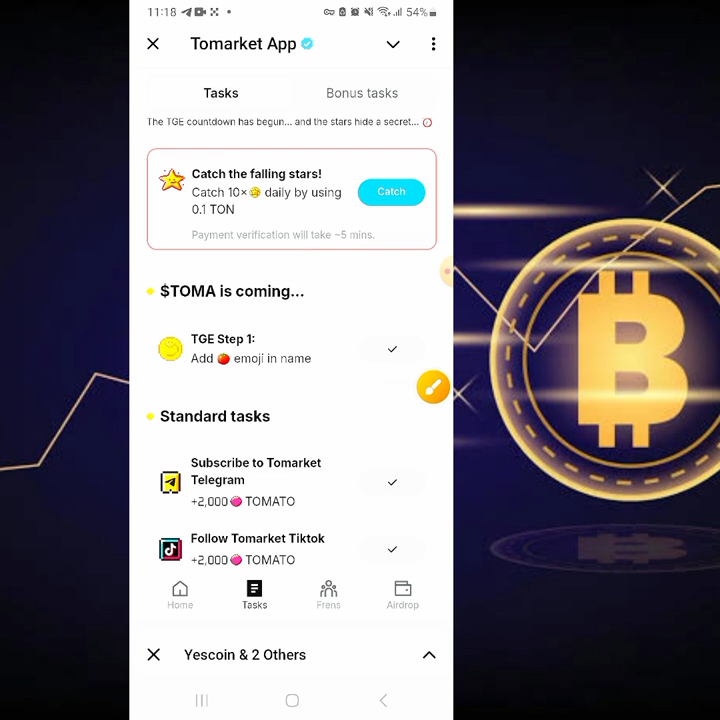 11:18
54%
Tomarket App
Tasks
Bonus tasks
The TGE countdown has begun... and the stars hide a secret...
Catch the falling stars!
Catch 10× daily by using
0.1 TON
Catch
Payment verification will take ~5 mins.
$TOMA is coming...
TGE Step 1:
Add 🍅 emoji in name
Standard tasks
Subscribe to Tomarket
Telegram
+2,000 TOMATO
Follow Tomarket Tiktok
+2,000 TOMATO
Home
Tasks
Frens
Airdrop
Yescoin & 2 Others